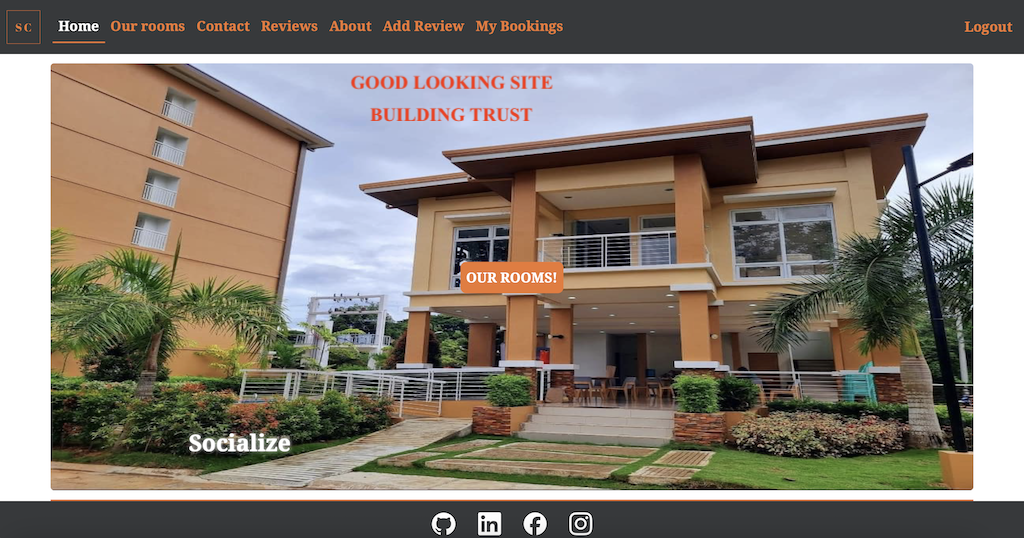 SC
Home
Our rooms
Contact
Reviews
About
Add Review
My Bookings
Logout
GOOD LOOKING SITE
BUILDING TRUST
OUR ROOMS!
Socialize